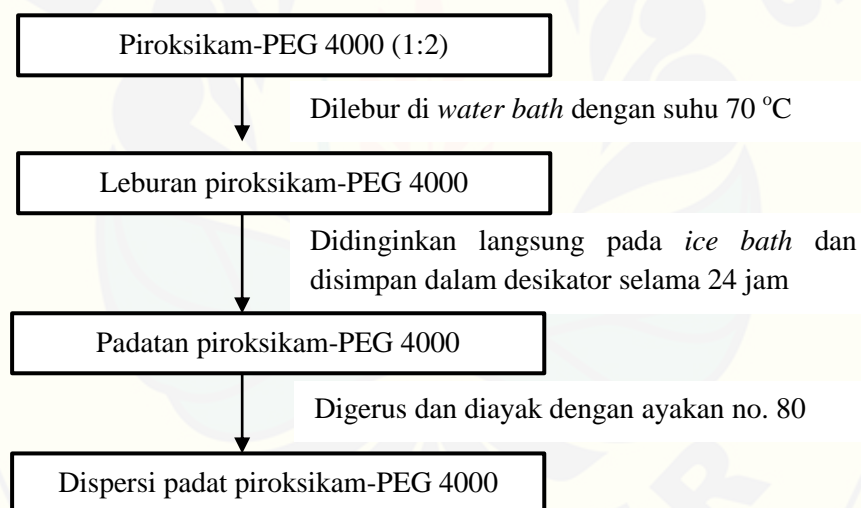 Piroksikam-PEG 4000 (1:2)
Dilebur di water bath dengan suhu 70 °C
Leburan piroksikam-PEG 4000
Didinginkan langsung pada ice bath dan
disimpan dalam desikator selama 24 jam
Padatan piroksikam-PEG 4000
Digerus dan diayak dengan ayakan no. 80
Dispersi padat piroksikam-PEG 4000